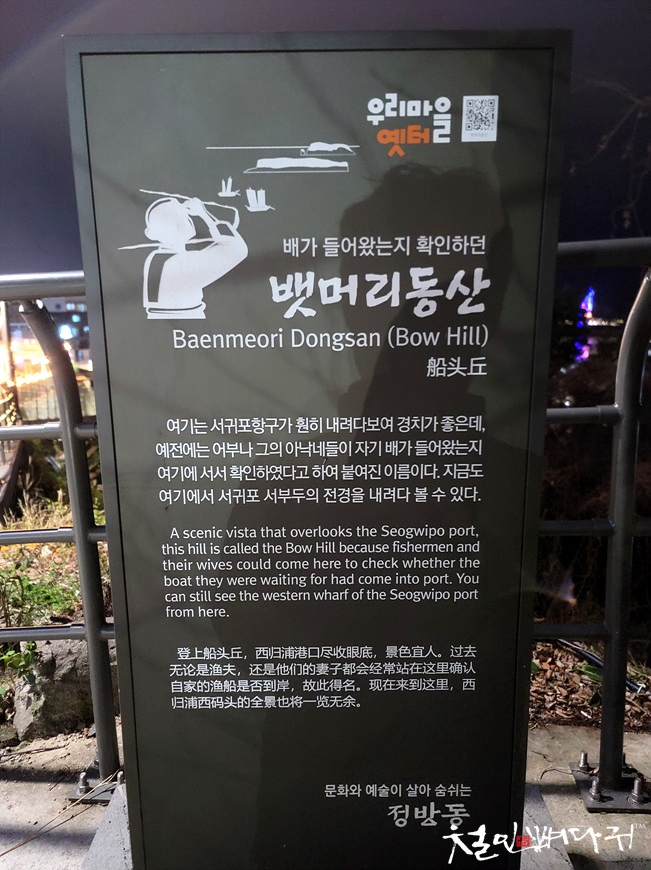 우리마을
옛터
배가 들어왔는지 확인하던
뱃머리동산
Baenmeori Dongsan (Bow Hill)
船头丘
여기는 서귀포항구가 훤히 내려다보여 경치가 좋은데,
예전에는 어부나 그의 아낙네들이 자기 배가 들어왔는지
여기에 서서 확인하였다고 하여 붙여진 이름이다. 지금도
여기에서 서귀포 서부두의 전경을 내려다 볼 수 있다.
A scenic vista that overlooks the Seogwipo port,
this hill is called the Bow Hill because fishermen and
their wives could come here to check whether the
boat they were waiting for had come into port. You
can still see the western wharf of the Seogwipo port
from here.
登上船头丘，西归浦港口尽收眼底，景色宜人。过去
无论是渔夫，还是他们的妻子都会经常站在这里确认
自家的渔船是否到岸，故此得名。现在来到这里，西
归浦西码头的全景也将一览无余。
문화와 예술이 살아 숨쉬는
정방동